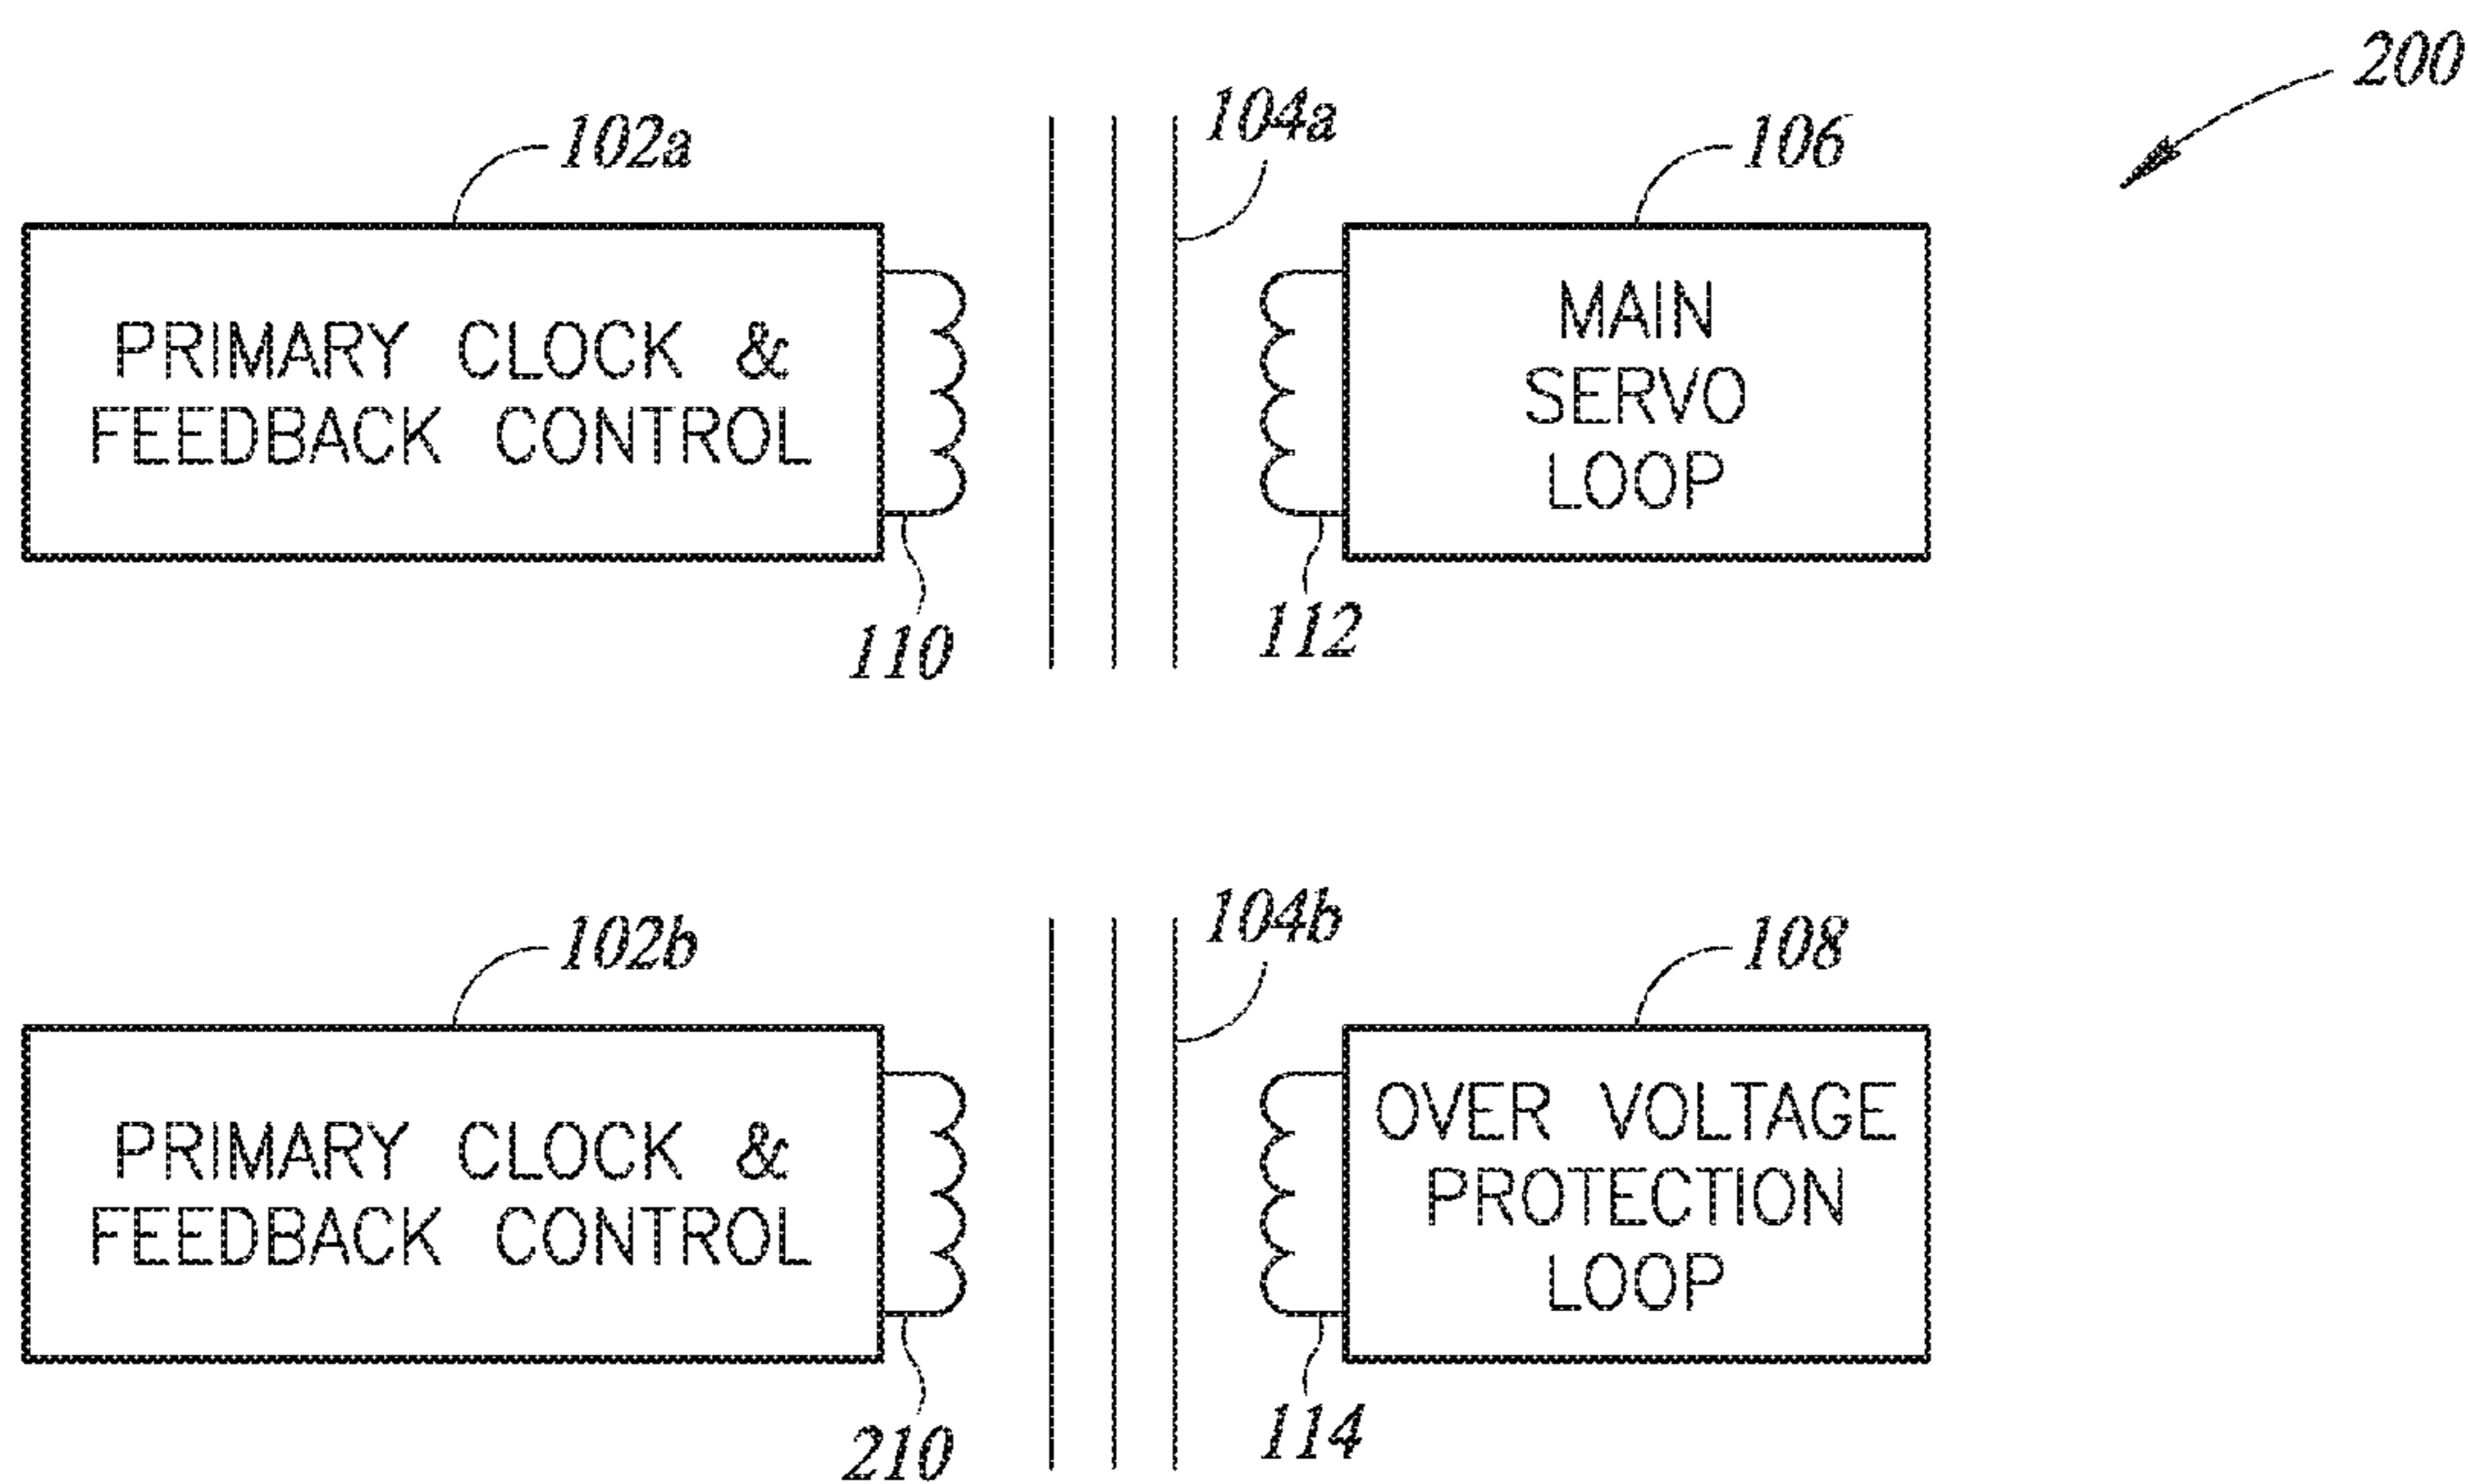 200
102a
104a
106
PRIMARY CLOCK &
FEEDBACK CONTROL
MAIN
SERVO
LOOP
110
112
102b
104b
108
PRIMARY CLOCK &
FEEDBACK CONTROL
OVER VOLTAGE
PROTECTION
LOOP
210
114